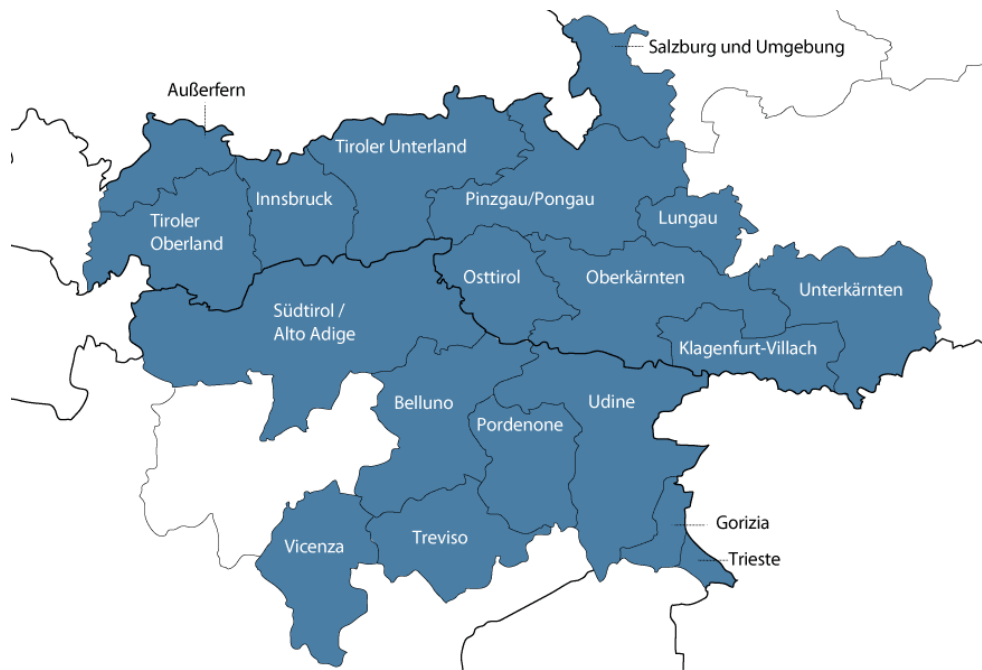 Salzburg und Umgebung
Außerfern
Tiroler Unterland
Innsbruck
Pinzgau/Pongau
Tiroler
Oberland
Lungau
Osttirol
Oberkärnten
Unterkärnten
Südtirol /
Alto Adige
Klagenfurt-Villach
Belluno
Udine
Pordenone
Gorizia
Vicenza
Treviso
Trieste